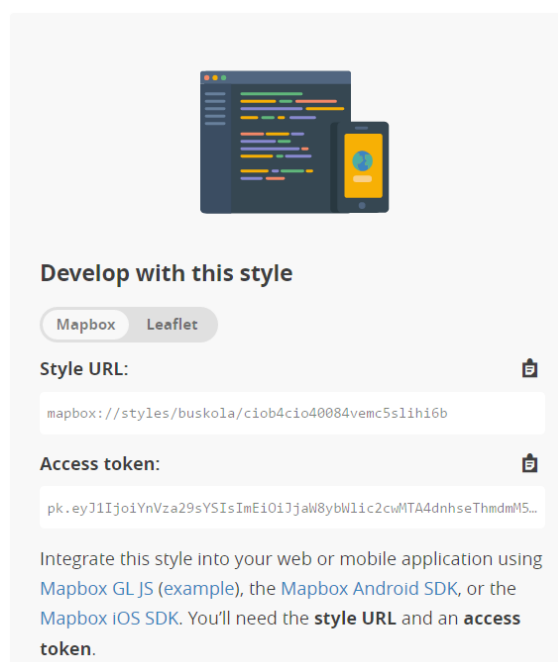 Develop with this style
Mapbox Leaflet
Style URL:
mapbox://styles/buskola/ciob4cio40084vemc5slihi6b
Access token:
pk.eyJ1IjoiYnVza29sYSIsImEiOiJjaW8ybWlic2cwMTA4dnhseThmdmM5…
Integrate this style into your web or mobile application using
Mapbox GL JS (example), the Mapbox Android SDK, or the
Mapbox iOS SDK. You’ll need the style URL and an access
token.